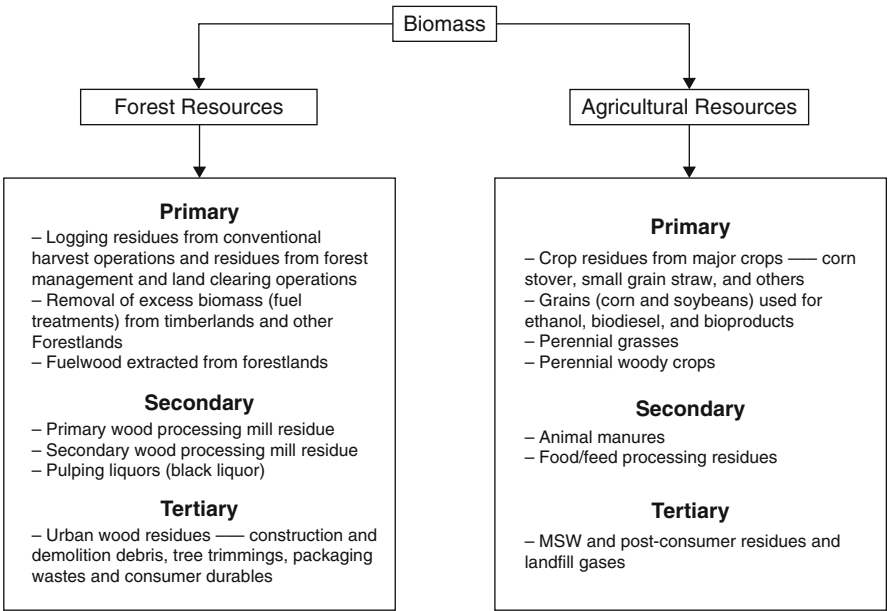 Biomass
Forest Resources
Agricultural Resources
Primary
– Logging residues from conventional
harvest operations and residues from forest
management and land clearing operations
– Removal of excess biomass (fuel
treatments) from timberlands and other
Forestlands
– Fuelwood extracted from forestlands
Secondary
– Primary wood processing mill residue
– Secondary wood processing mill residue
– Pulping liquors (black liquor)
Tertiary
– Urban wood residues –— construction and
demolition debris, tree trimmings, packaging
wastes and consumer durables
Primary
– Crop residues from major crops –— corn
stover, small grain straw, and others
– Grains (corn and soybeans) used for
ethanol, biodiesel, and bioproducts
– Perennial grasses
– Perennial woody crops
Secondary
– Animal manures
– Food/feed processing residues
Tertiary
– MSW and post-consumer residues and
landfill gases